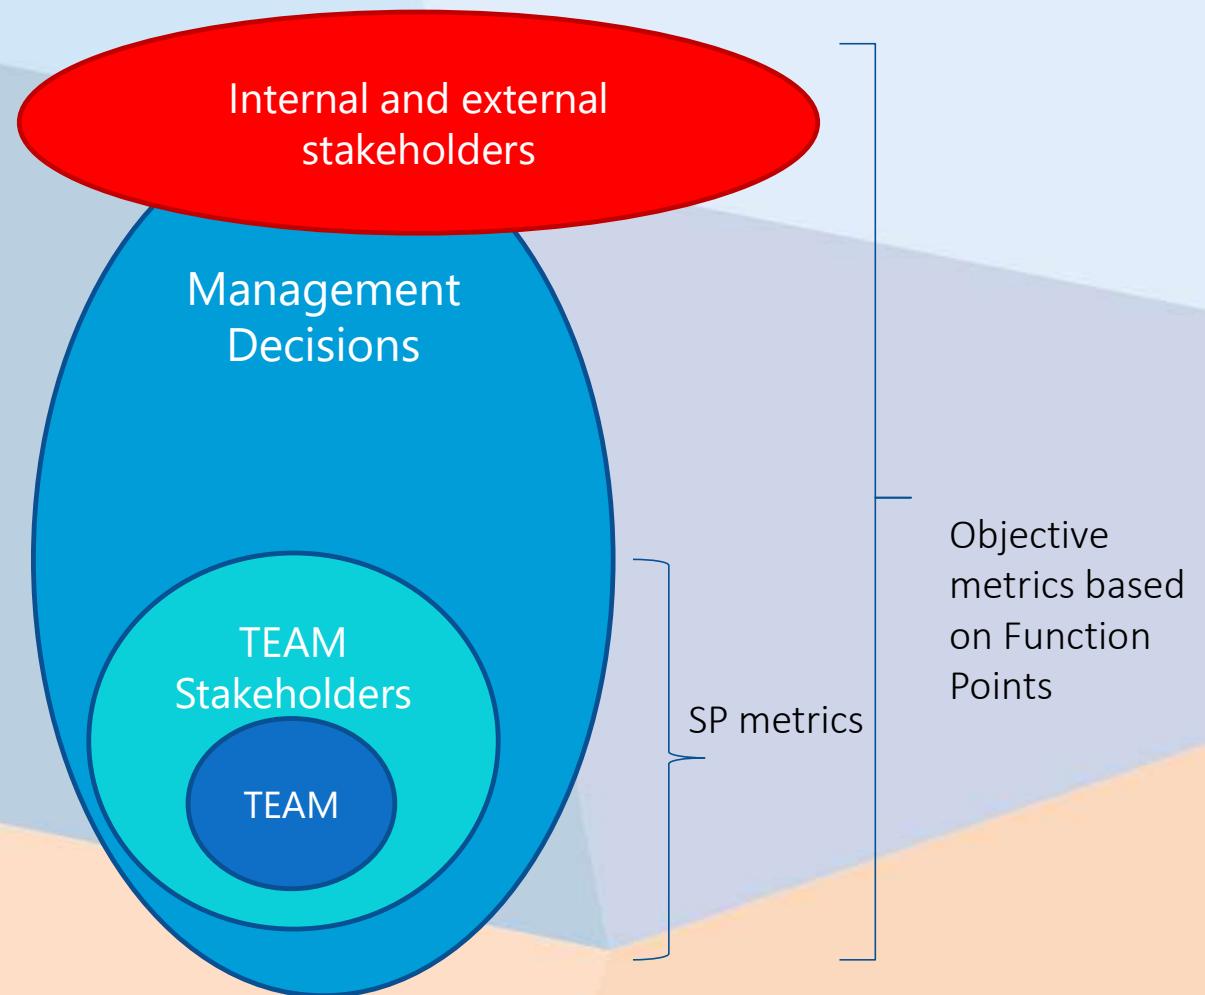 Internal and external
stakeholders
Management
Decisions
TEAM
Stakeholders
TEAM
SP metrics
Objective
metrics based
on Function
Points